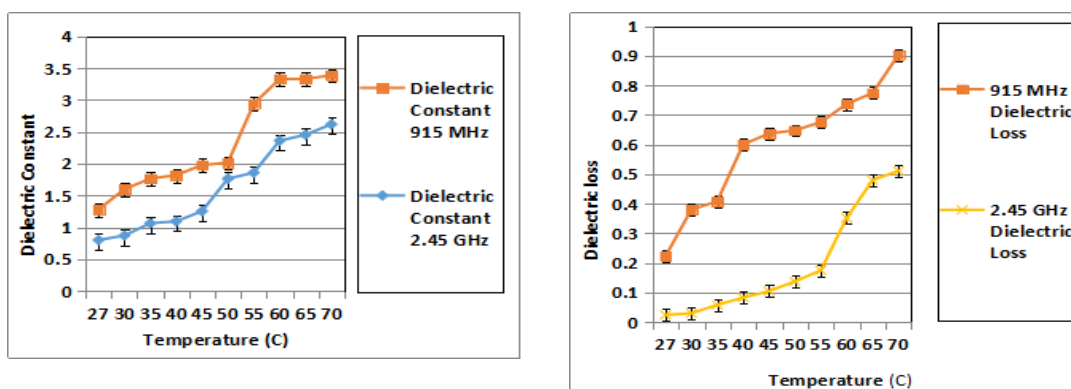 4
3.5
3
2.5
2
1.5
1
0.5
0
Dielectric Constant
27 30 35 40 45 50 55 60 65 70
Temperature (C)
Dielectric
Constant
915 MHz
Dielectric
Constant
2.45 GHz
1
0.9
0.8
0.7
0.6
0.5
0.4
0.3
0.2
0.1
0
Dielectric loss
27 30 35 40 45 50 55 60 65 70
Temperature (C)
915 MHz
Dielectric
Loss
2.45 GHz
Dielectric
Loss